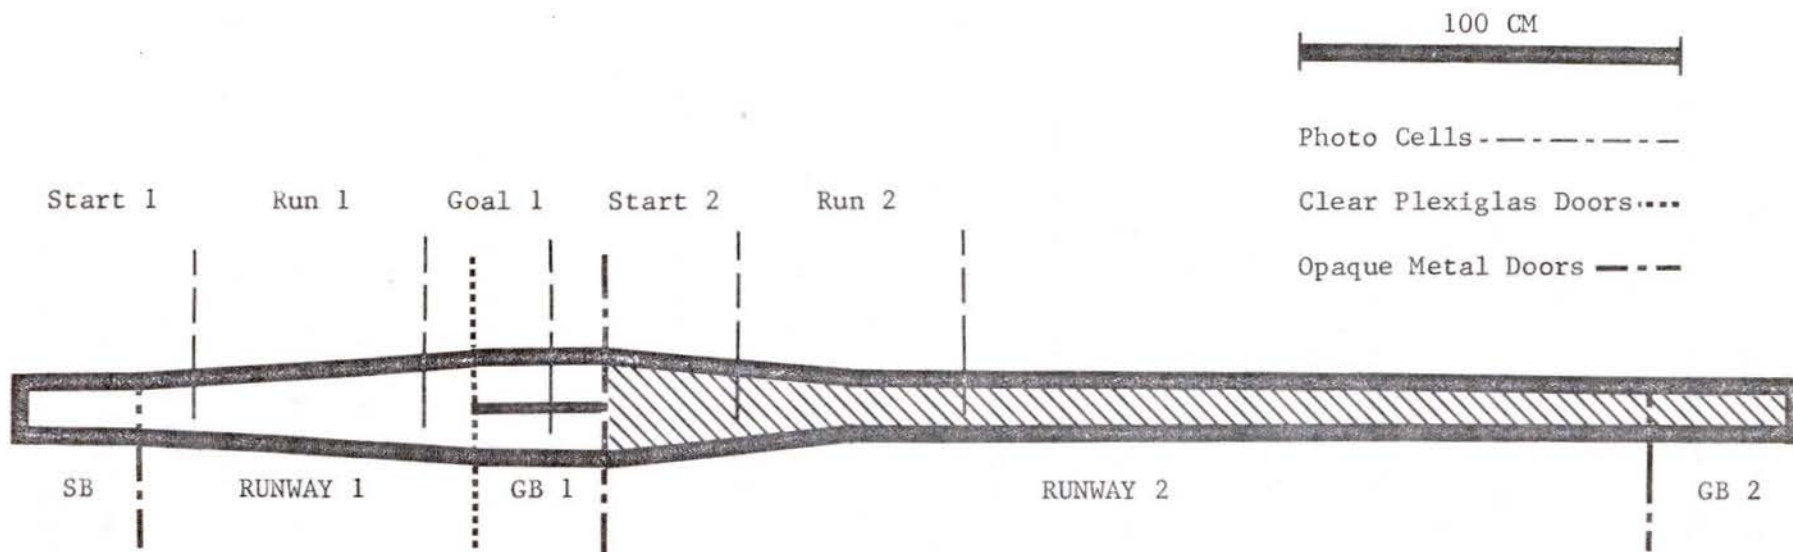 100 CM
Photo Cells
Clear Plexiglas Doors
Opaque Metal Doors
Start 1 Run 1 Goal 1 Start 2 Run 2
SB RUNWAY 1 GB 1 RUNWAY 2 GB 2